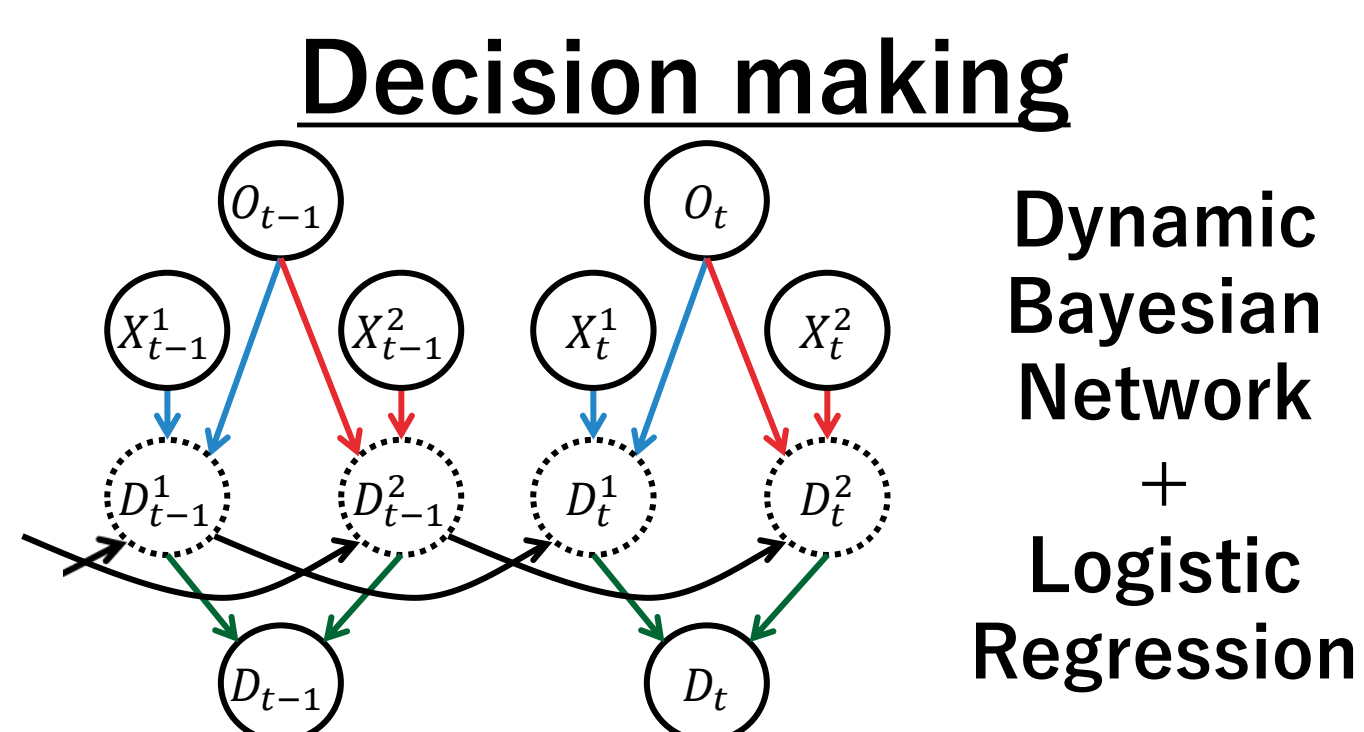 Decision making
O_{t−1}
O_t
X^1_{t−1}
X^2_{t−1}
X^1_t
X^2_t
D^1_{t−1}
D^2_{t−1}
D^1_t
D^2_t
D_{t−1}
D_t
Dynamic
Bayesian
Network
+
Logistic
Regression